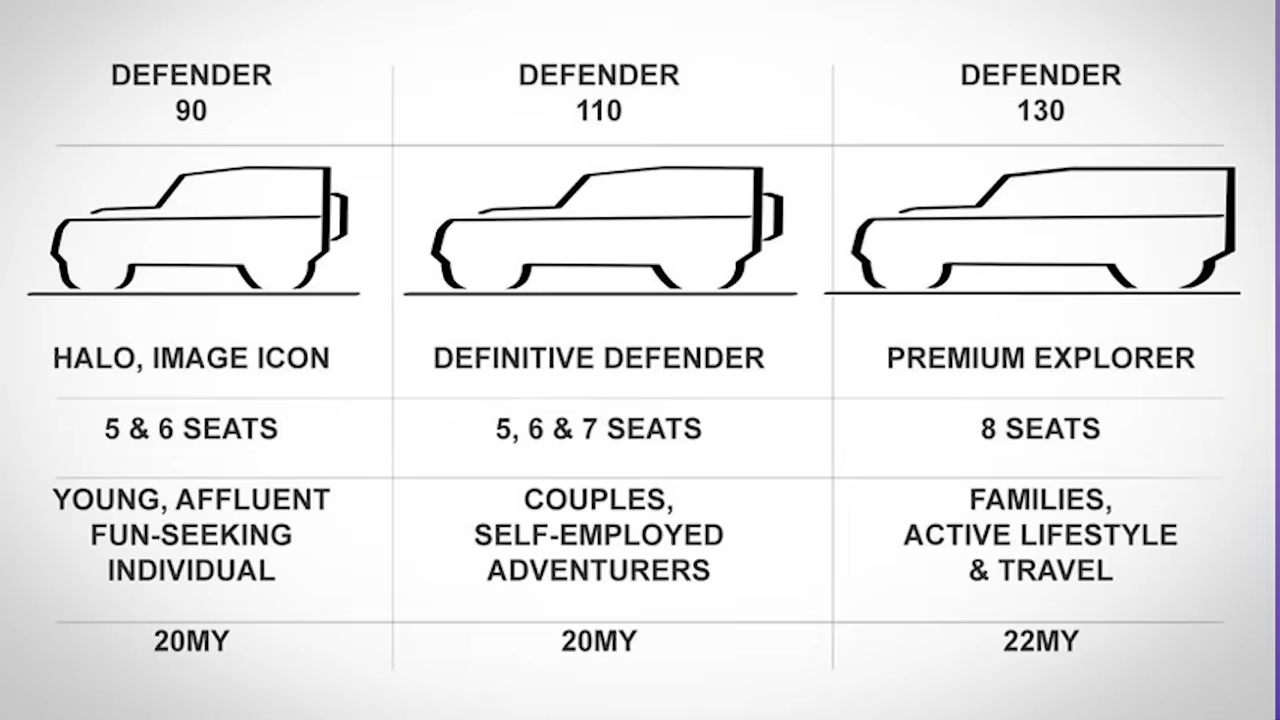 DEFENDER
90
DEFENDER
110
DEFENDER
130
HALO, IMAGE ICON
DEFINITIVE DEFENDER
PREMIUM EXPLORER
5 & 6 SEATS
5, 6 & 7 SEATS
8 SEATS
YOUNG, AFFLUENT
FUN-SEEKING
INDIVIDUAL
COUPLES,
SELF-EMPLOYED
ADVENTURERS
FAMILIES,
ACTIVE LIFESTYLE
& TRAVEL
20MY
20MY
22MY